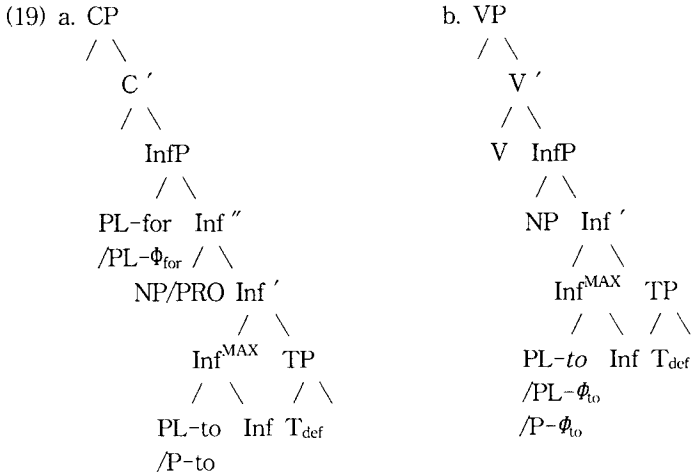 (19) a. CP b. VP
C ′ V ′
InfP V InfP
PL-for Inf ″ NP Inf ′
/PL-Φfor
NP/PRO Inf ′ InfMAX TP
InfMAX TP PL-to Inf Tdef
/PL-Φto
PL-to Inf Tdef /P-Φto
/P-to